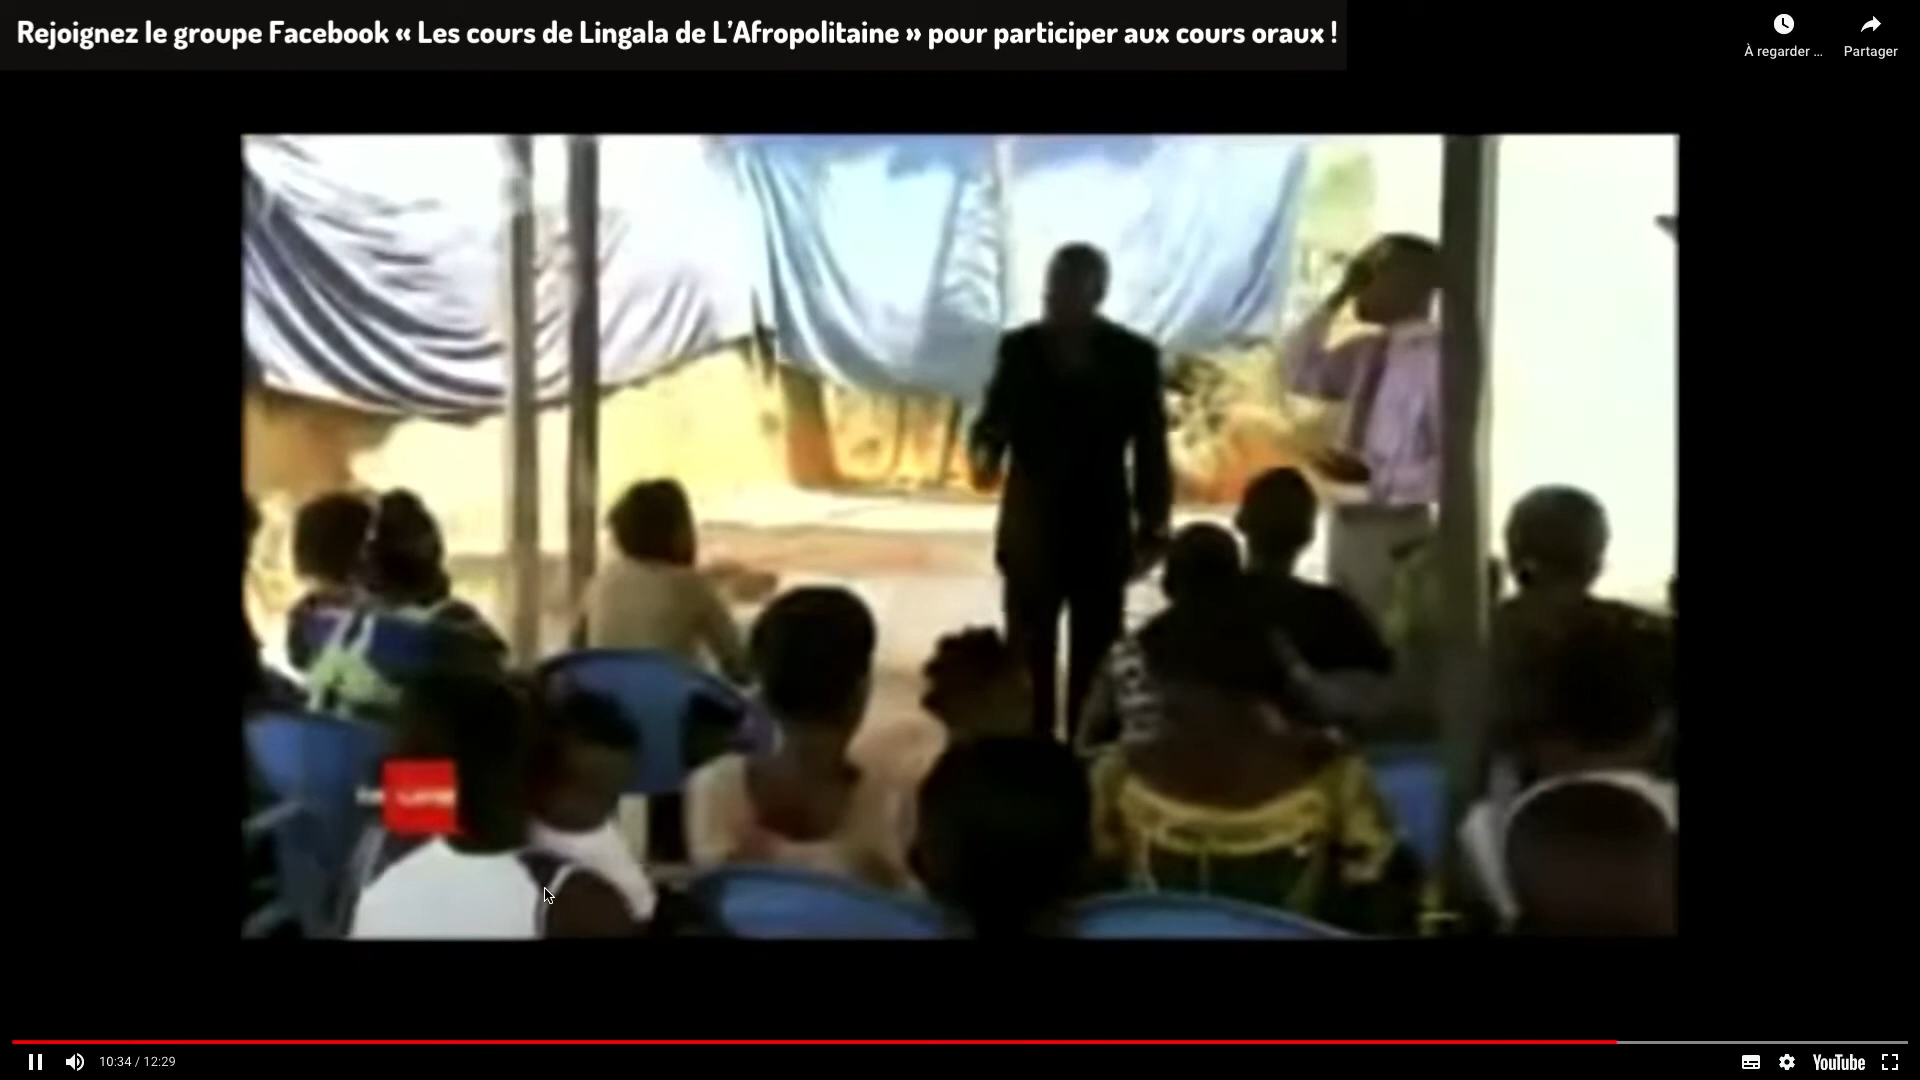 Rejoignez le groupe Facebook « Les cours de Lingala de L'Afropolitaine » pour participer aux cours oraux !
À regarder ...
Partager
10:34 / 12:29
YouTube